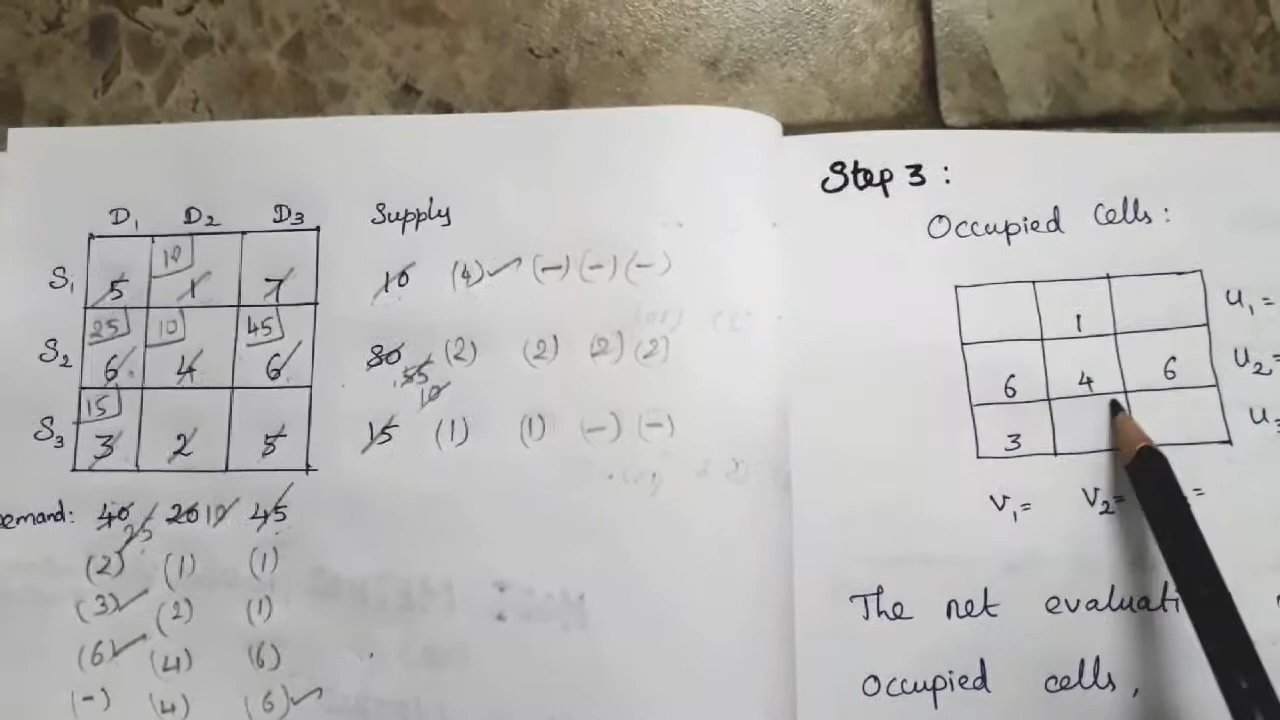 D1 D2 D3 Supply
S1 5 10 1 7 10 (4)✓ (-) (-) (-)
S2 25 6 10 4 45 6 80 55 10 (2) (2) (2) (2)
S3 15 3 2 5 15 (1) (1) (-) (-)
emand: 40 25 20 10 45
(2) (1) (1)
(3)✓ (2) (1)
(6)✓ (4) (6)
(-) (4) (6)✓
Step 3 :
Occupied Cells:
1 U1 =
6 4 6 U2 =
3 U
V1 = V2 = =
The net evaluati
occupied cells,